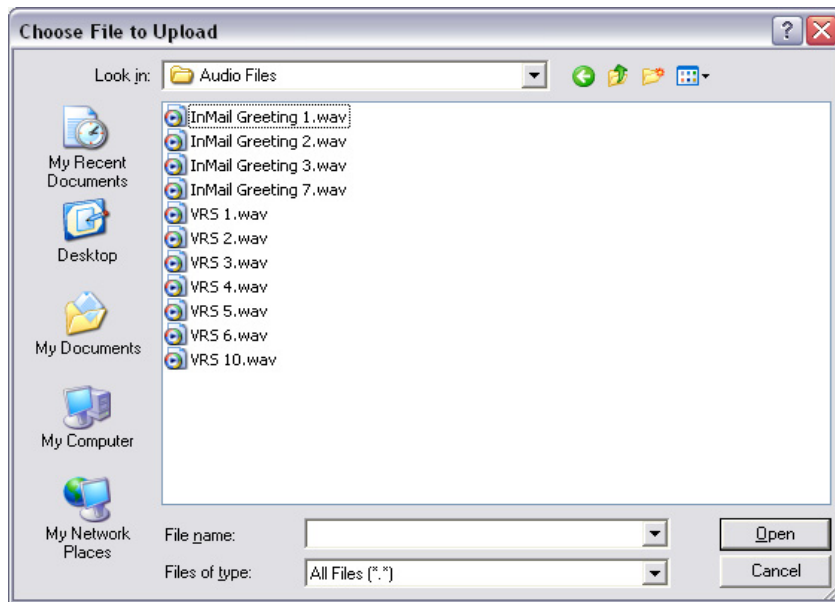 Choose File to Upload
Look in:
Audio Files
My Recent
Documents
Desktop
My Documents
My Computer
My Network
Places
InMail Greeting 1.wav
InMail Greeting 2.wav
InMail Greeting 3.wav
InMail Greeting 7.wav
VRS 1.wav
VRS 2.wav
VRS 3.wav
VRS 4.wav
VRS 5.wav
VRS 6.wav
VRS 10.wav
File name:
Open
Files of type:
All Files (*.*)
Cancel